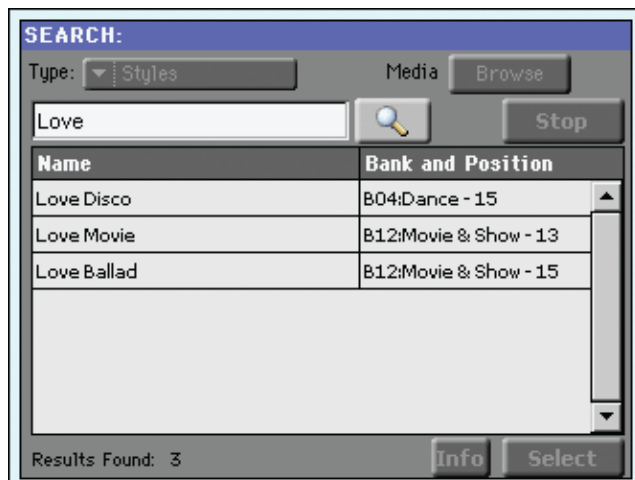 SEARCH:
Type: Styles Media Browse
Love Stop
Name Bank and Position
Love Disco B04:Dance - 15
Love Movie B12:Movie & Show - 13
Love Ballad B12:Movie & Show - 15
Results Found: 3 Info Select